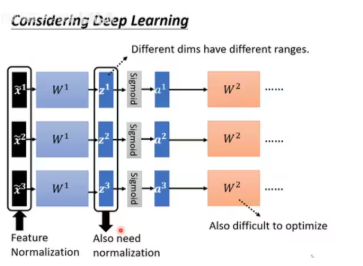 Considering Deep Learning
Different dims have different ranges.
x̃¹ W¹ z¹ Sigmoid a¹ W² ......
x̃² W¹ z² Sigmoid a² W² ......
x̃³ W¹ z³ Sigmoid a³ W² ......
Also difficult to optimize
Feature
Normalization
Also need
normalization